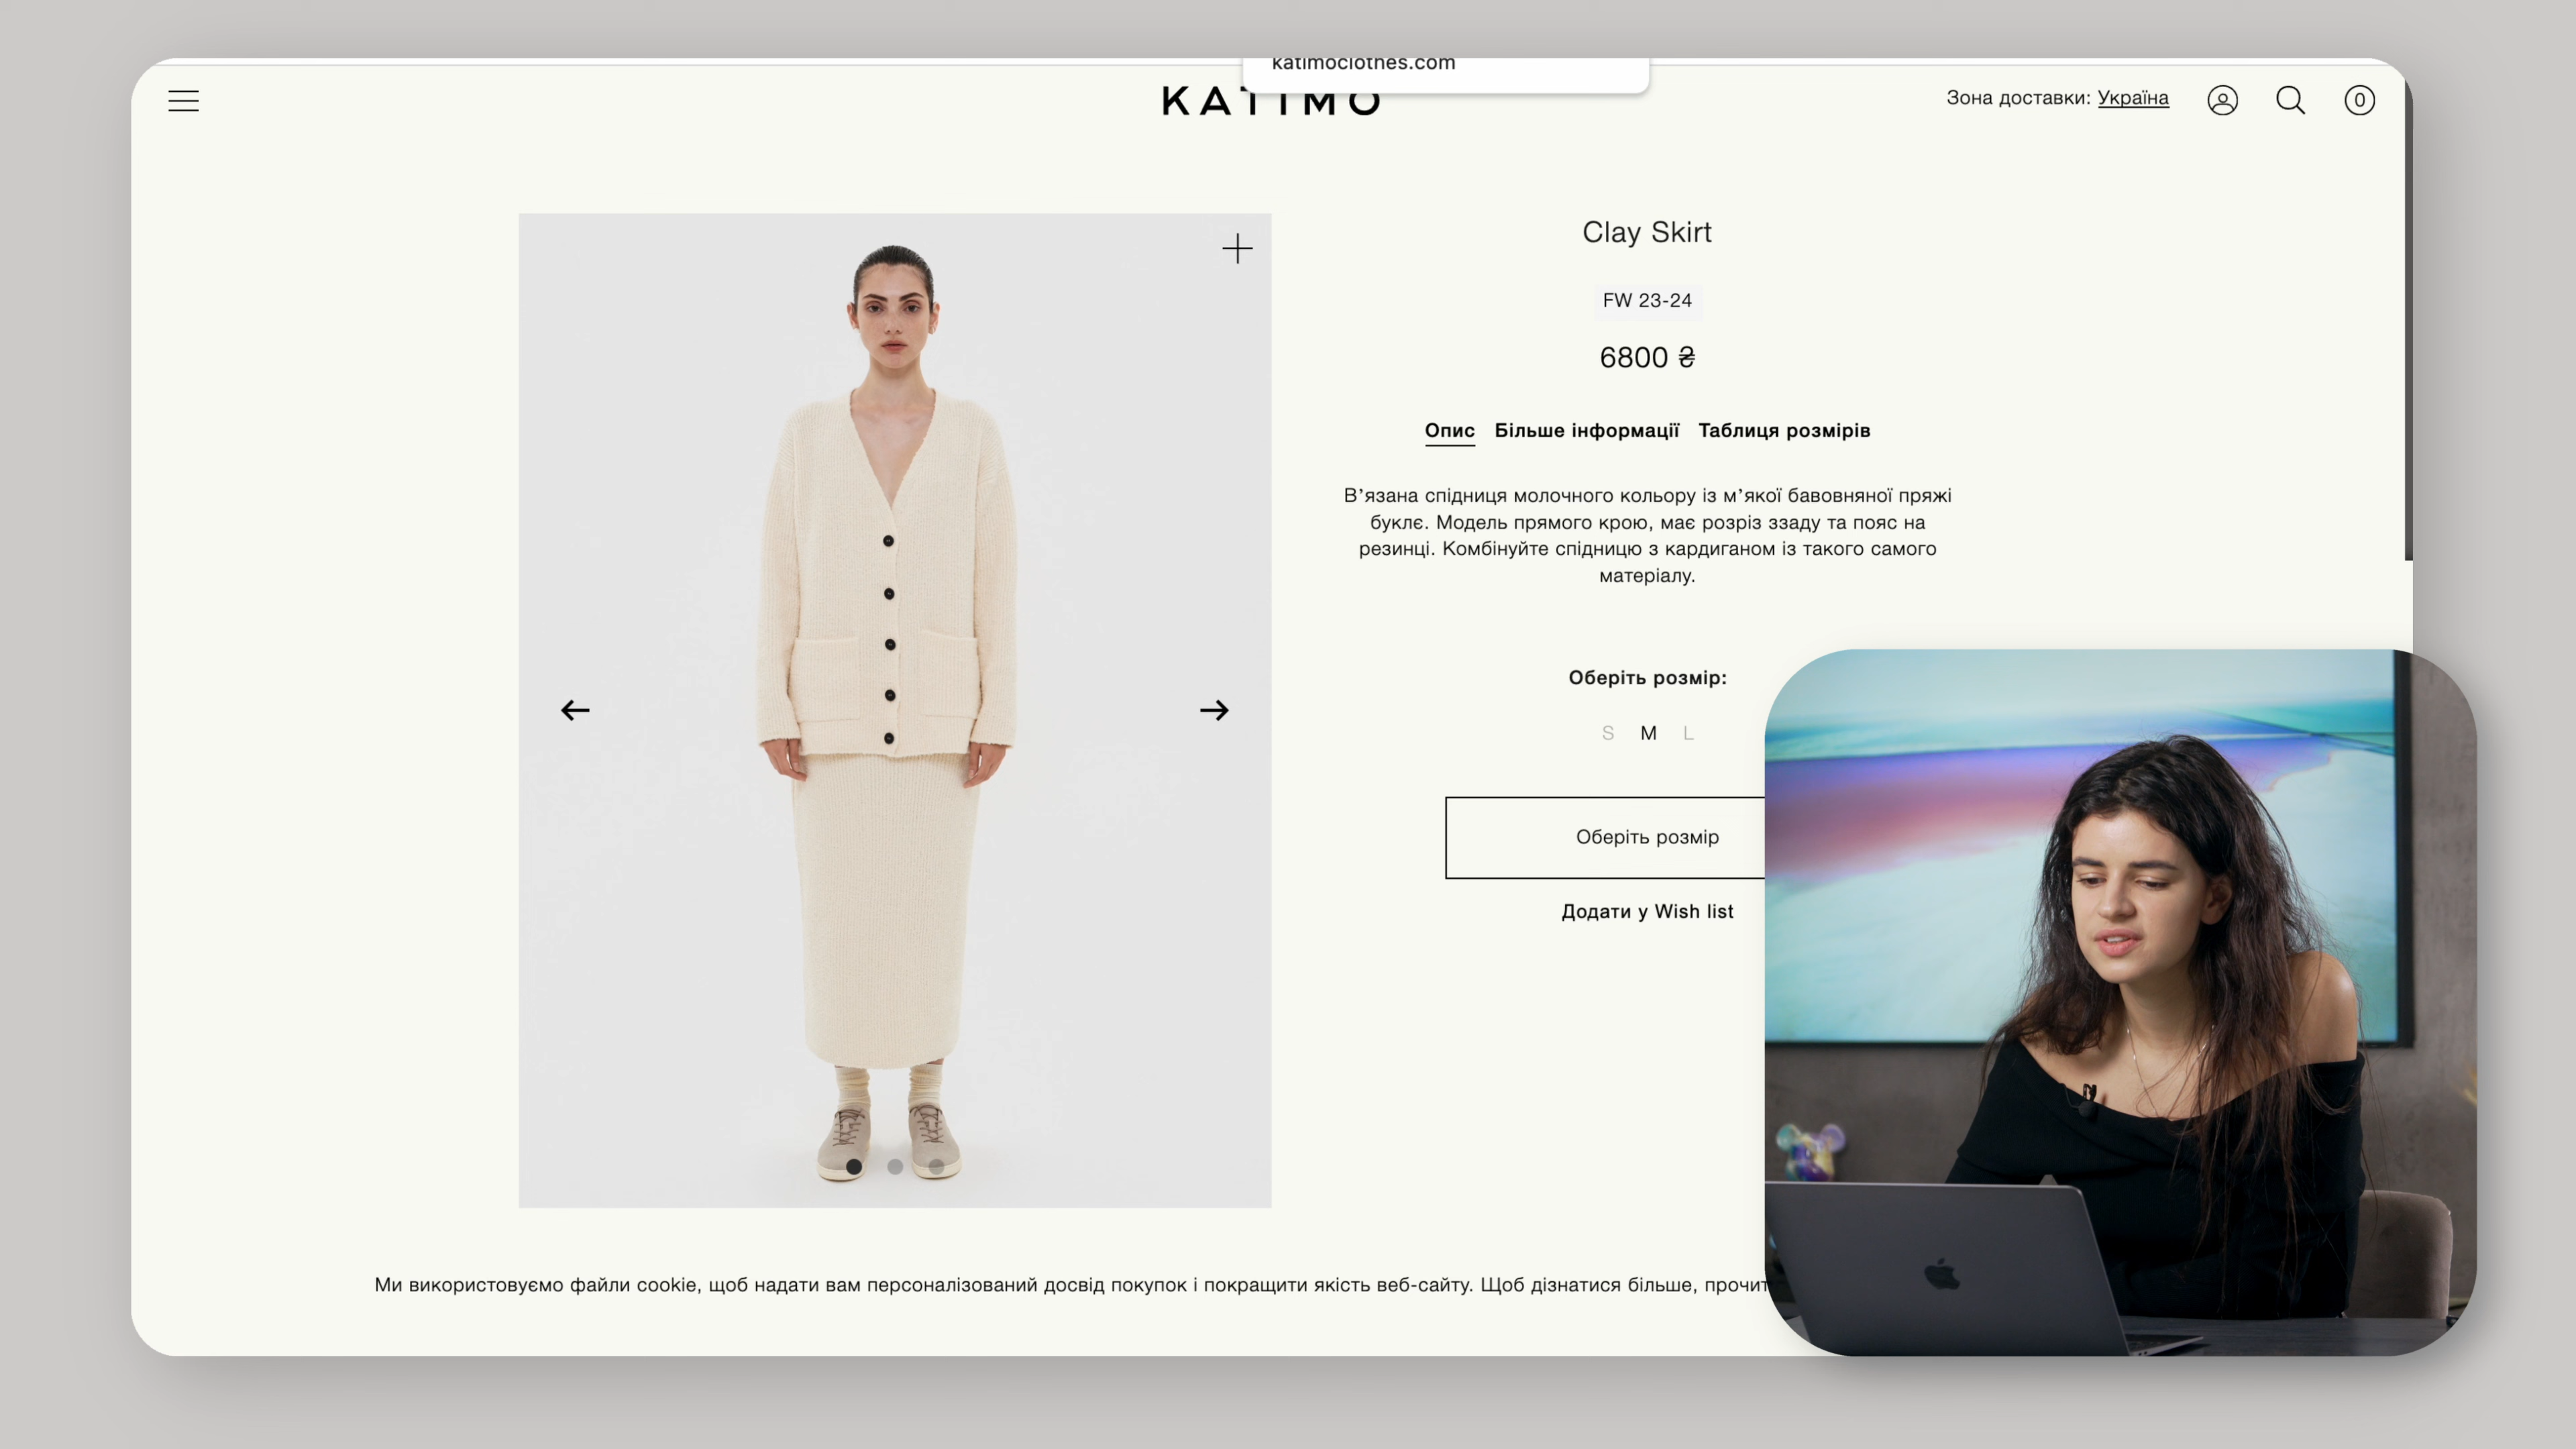 katimoclothes.com
KATIMO
Зона доставки: Україна
0
Clay Skirt
FW 23-24
6800 ₴
Опис Більше інформації Таблиця розмірів
В’язана спідниця молочного кольору із м’якої бавовняної пряжі
буклє. Модель прямого крою, має розріз ззаду та пояс на
резинці. Комбінуйте спідницю з кардиганом із такого самого
матеріалу.
Оберіть розмір:
S M L
Оберіть розмір
Додати у Wish list
Ми використовуємо файли cookie, щоб надати вам персоналізований досвід покупок і покращити якість веб-сайту. Щоб дізнатися більше,